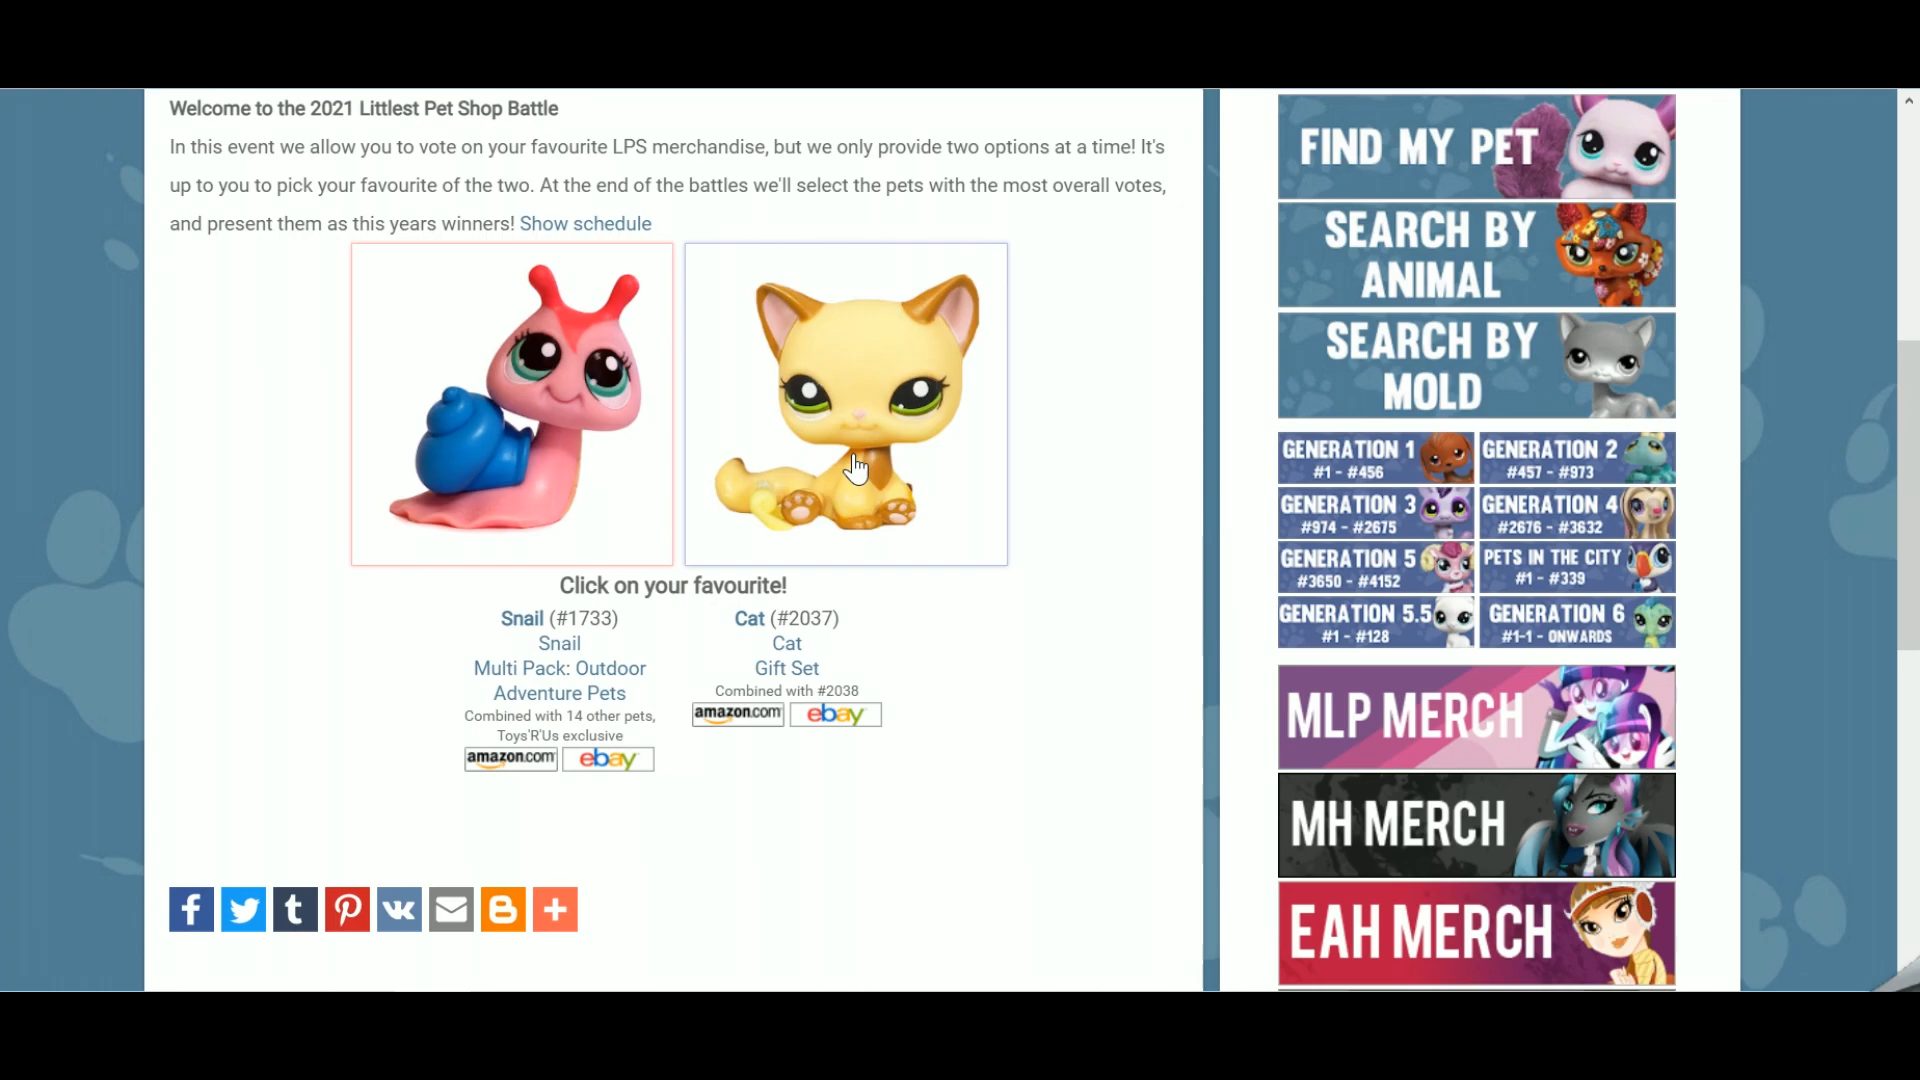 Welcome to the 2021 Littlest Pet Shop Battle
In this event we allow you to vote on your favourite LPS merchandise, but we only provide two options at a time! It's
up to you to pick your favourite of the two. At the end of the battles we'll select the pets with the most overall votes,
and present them as this years winners! Show schedule
Click on your favourite!
Snail (#1733)
Snail
Multi Pack: Outdoor
Adventure Pets
Combined with 14 other pets,
Toys'R'Us exclusive
amazon.com ebay
Cat (#2037)
Cat
Gift Set
Combined with #2038
amazon.com ebay
f t B +
FIND MY PET
SEARCH BY
ANIMAL
SEARCH BY
MOLD
GENERATION 1
#1 - #456
GENERATION 2
#457 - #973
GENERATION 3
#974 - #2675
GENERATION 4
#2676 - #3632
GENERATION 5
#3650 - #4152
PETS IN THE CITY
#1 - #339
GENERATION 5.5
#1 - #128
GENERATION 6
#1-1 - ONWARDS
MLP MERCH
MH MERCH
EAH MERCH